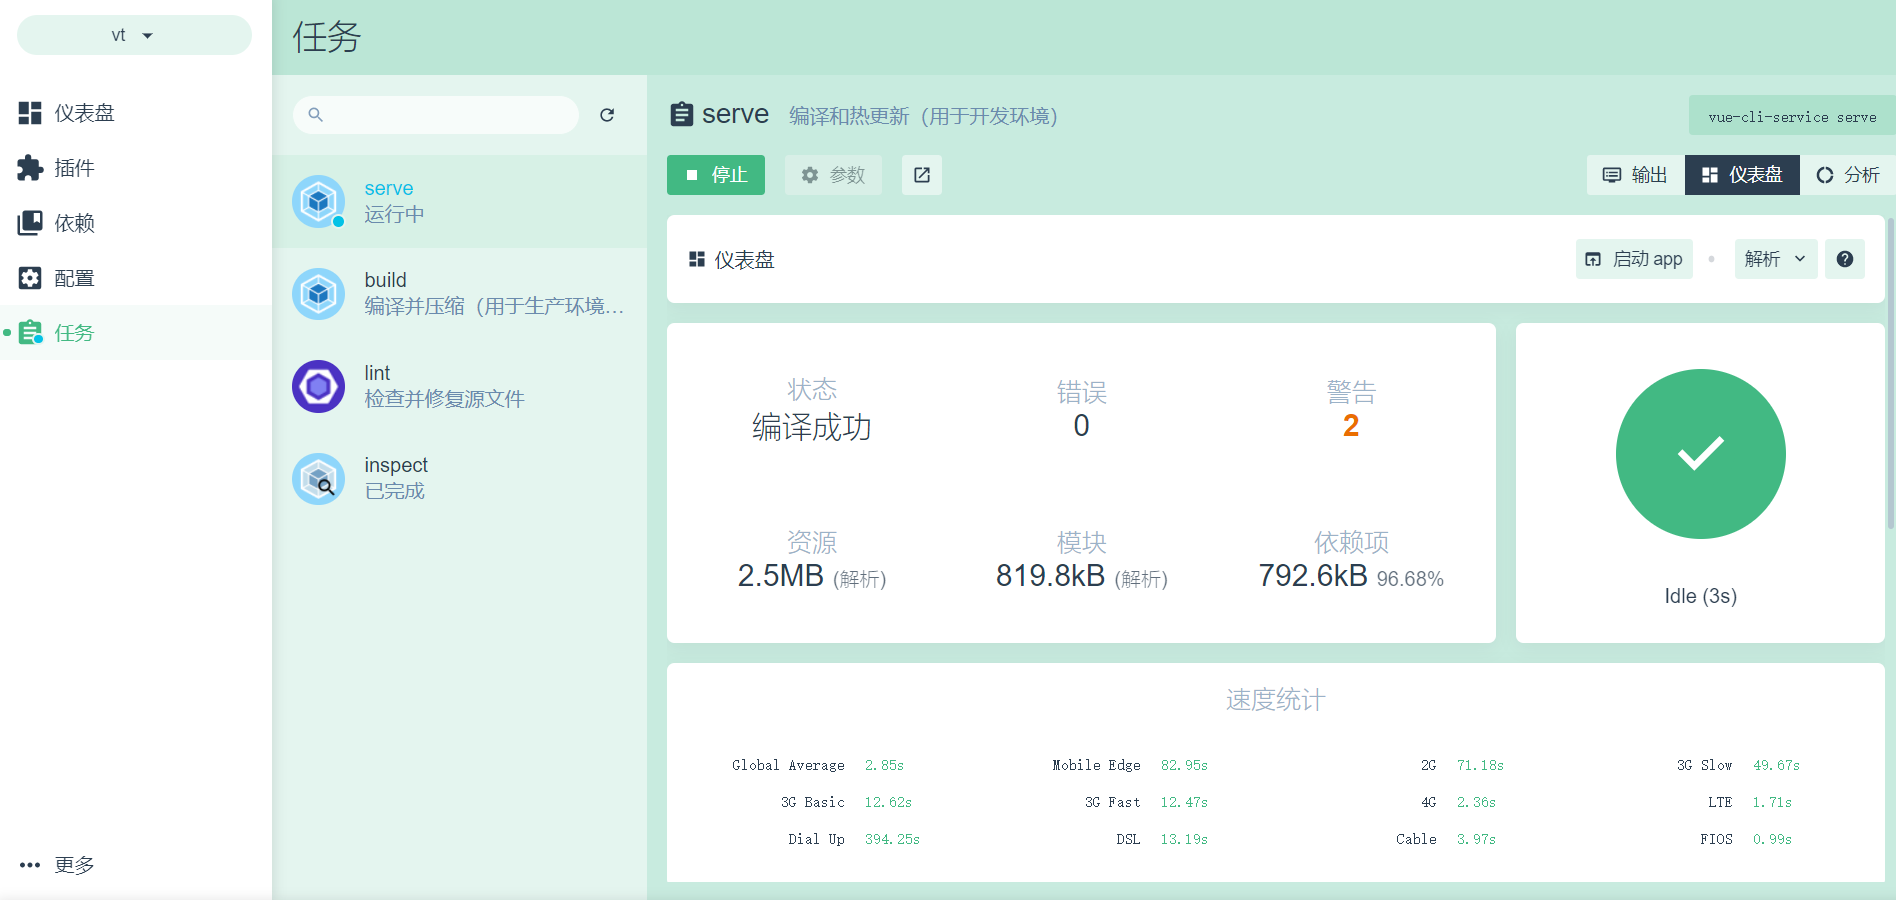 vt
仪表盘
插件
依赖
配置
任务
更多
任务
serve
运行中
build
编译并压缩（用于生产环境…
lint
检查并修复源文件
inspect
已完成
serve 编译和热更新（用于开发环境）
vue-cli-service serve
停止 参数
输出 仪表盘 分析
仪表盘
启动 app 解析
状态 错误 警告
编译成功 0 2
资源 模块 依赖项
2.5MB (解析) 819.8kB (解析) 792.6kB 96.68%
Idle (3s)
速度统计
Global Average 2.85s Mobile Edge 82.95s 2G 71.18s 3G Slow 49.67s
3G Basic 12.62s 3G Fast 12.47s 4G 2.36s LTE 1.71s
Dial Up 394.25s DSL 13.19s Cable 3.97s FIOS 0.99s